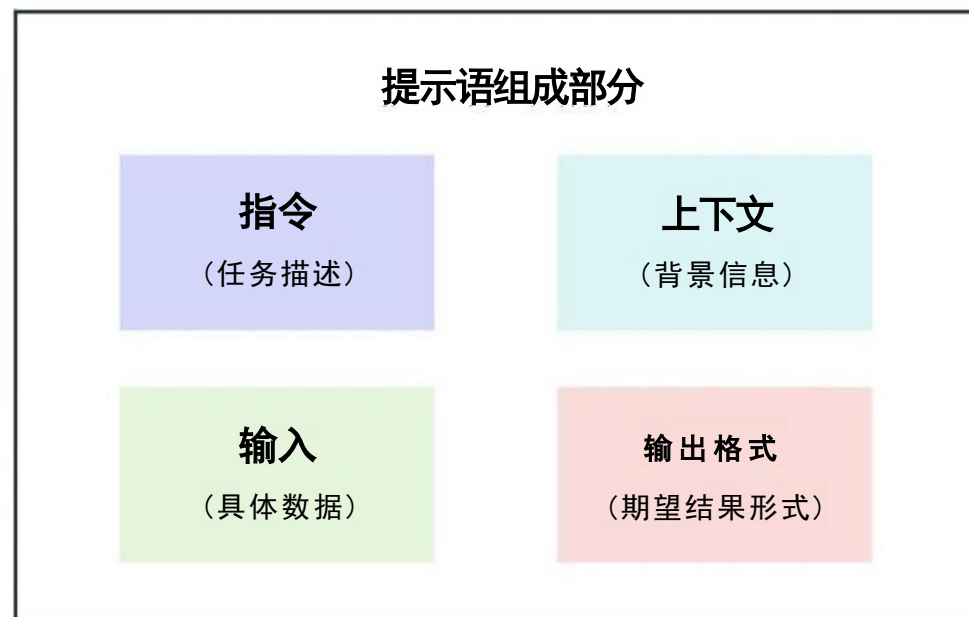 提示语组成部分
指令
（任务描述）
上下文
（背景信息）
输入
（具体数据）
输出格式
（期望结果形式）